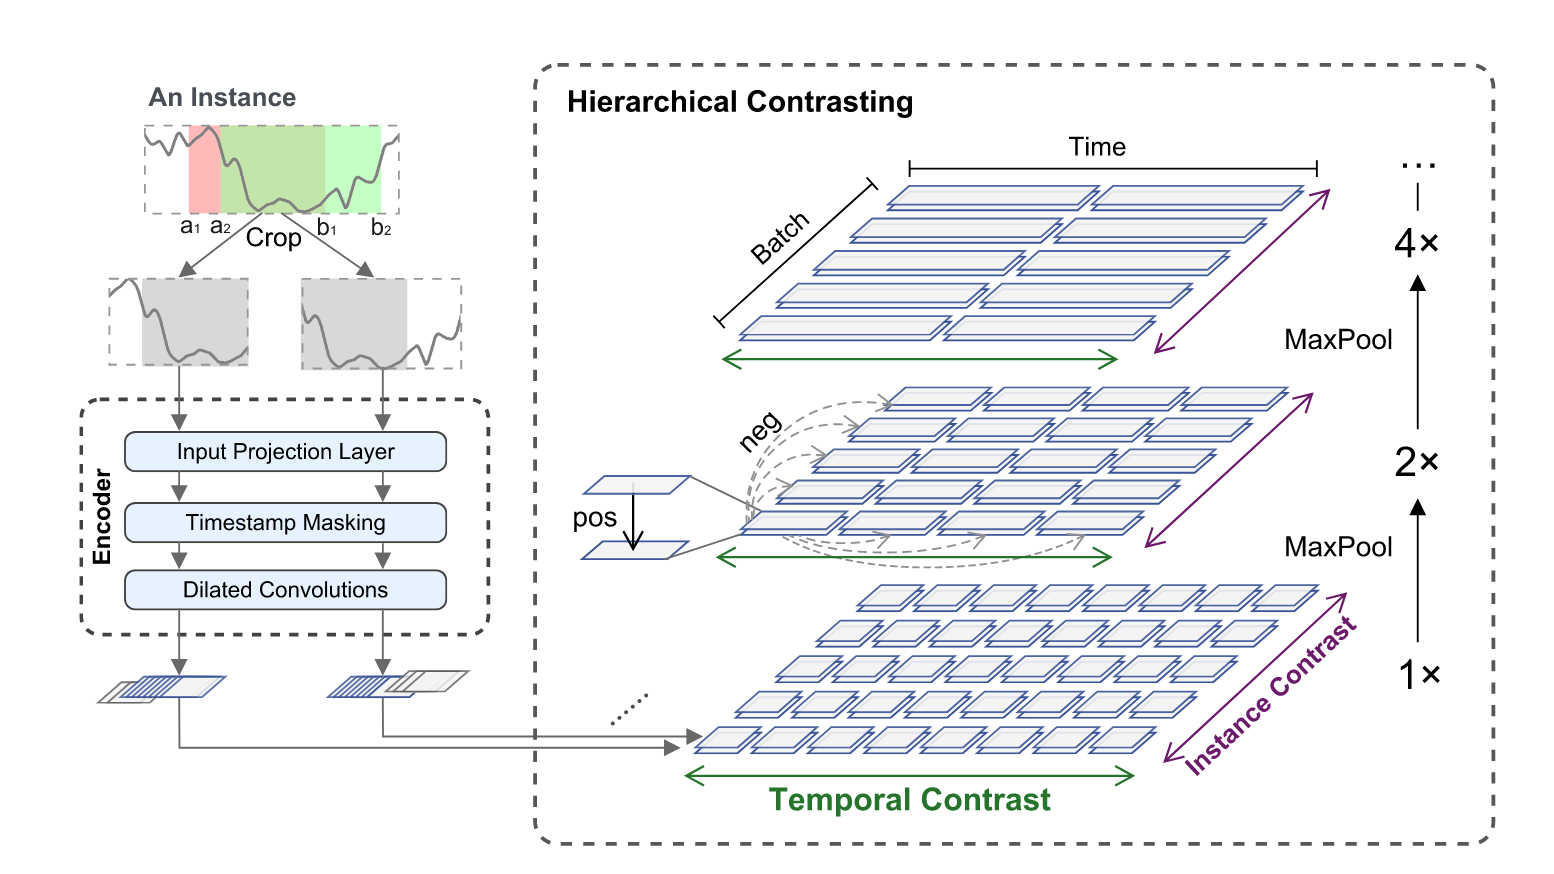 An Instance
a1 a2 b1 b2
Crop
Encoder
Input Projection Layer
Timestamp Masking
Dilated Convolutions
Hierarchical Contrasting
Time
Batch
...
4×
MaxPool
neg
2×
pos
MaxPool
1×
Instance Contrast
Temporal Contrast